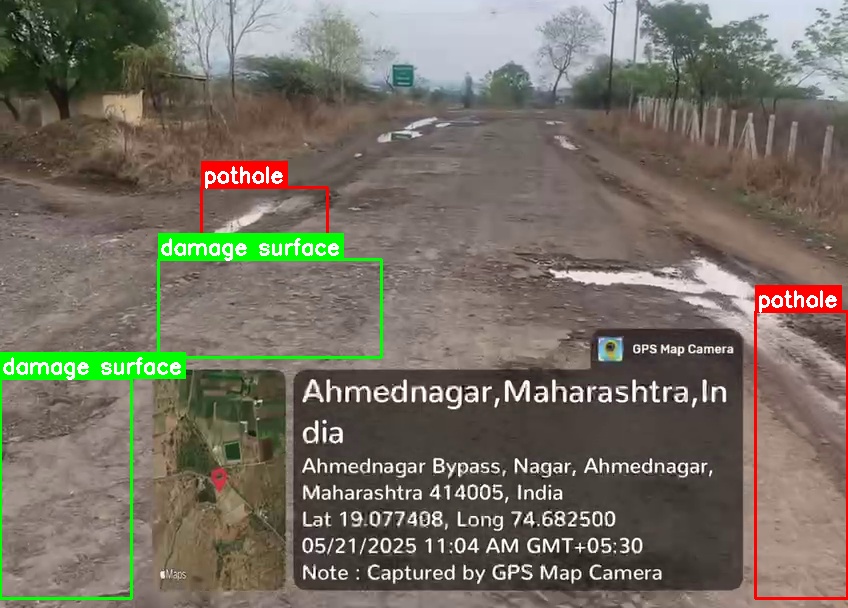 pothole
damage surface
pothole
damage surface
GPS Map Camera
Ahmednagar,Maharashtra,In
dia
Ahmednagar Bypass, Nagar, Ahmednagar,
Maharashtra 414005, India
Lat 19.077408, Long 74.682500
05/21/2025 11:04 AM GMT+05:30
Note : Captured by GPS Map Camera
Maps